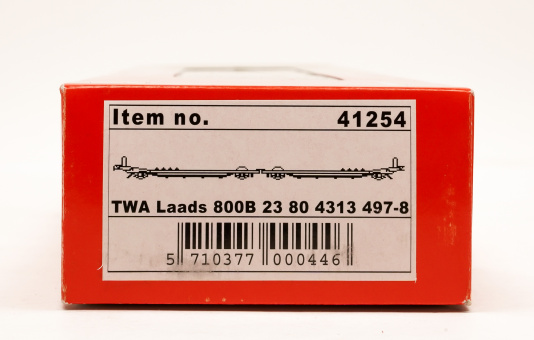 Item no. 41254
TWA Laads 800B 23 80 4313 497-8
5 710377 000446